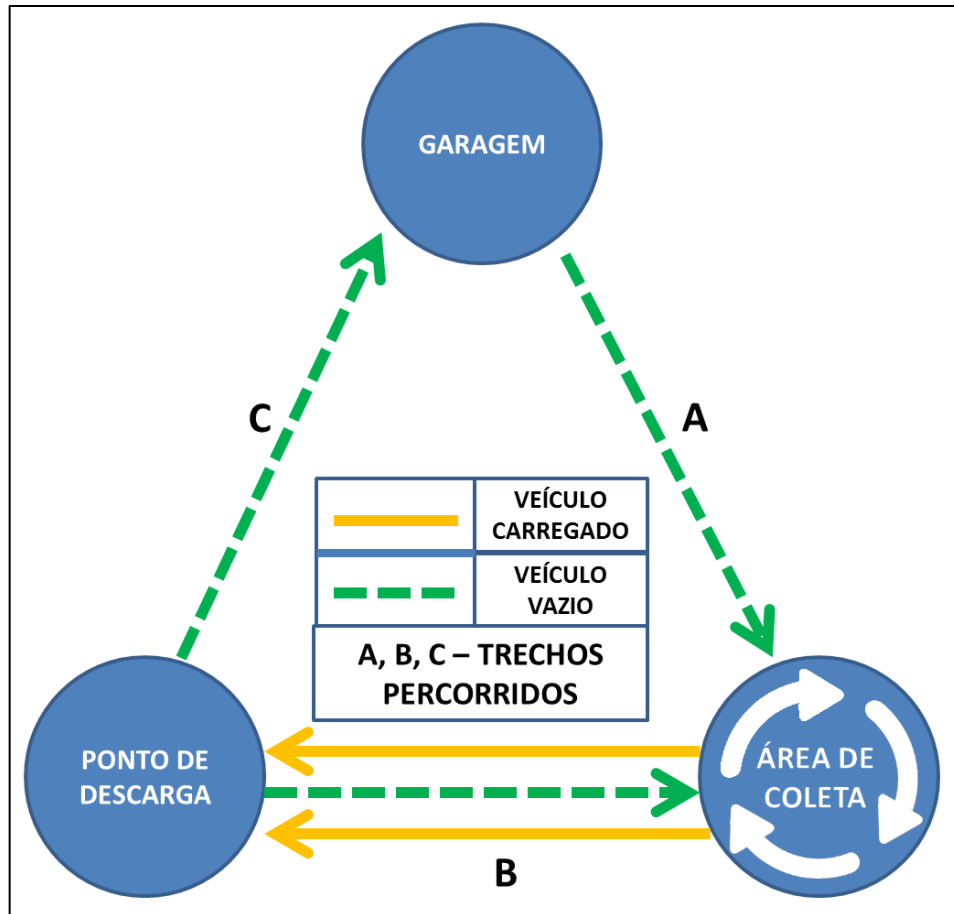 GARAGEM
C
A
VEÍCULO
CARREGADO
VEÍCULO
VAZIO
A, B, C – TRECHOS
PERCORRIDOS
PONTO DE
DESCARGA
ÁREA DE
COLETA
B